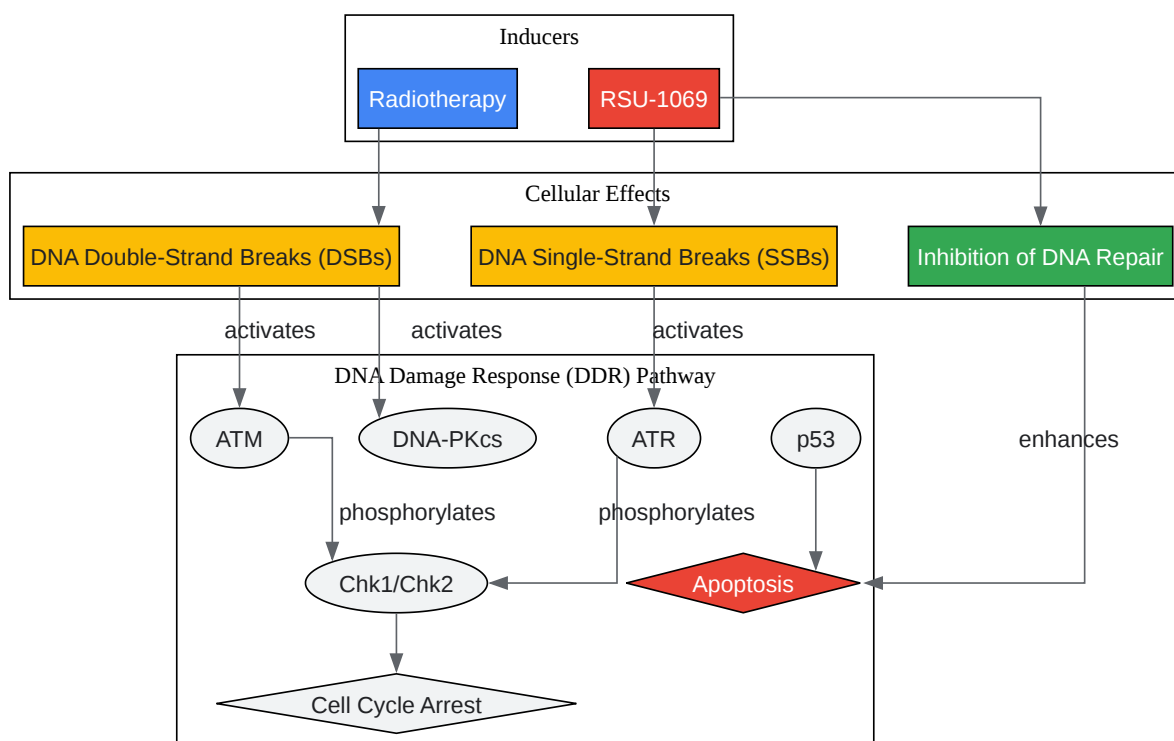 Inducers
Radiotherapy
RSU-1069
Cellular Effects
DNA Double-Strand Breaks (DSBs)
DNA Single-Strand Breaks (SSBs)
Inhibition of DNA Repair
activates
activates
activates
DNA Damage Response (DDR) Pathway
ATM
DNA-PKcs
ATR
p53
enhances
phosphorylates
phosphorylates
Chk1/Chk2
Apoptosis
Cell Cycle Arrest